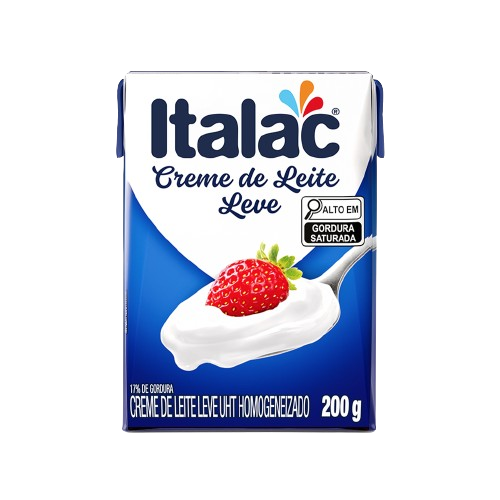 Italac®
Creme de Leite
Leve
ALTO EM
GORDURA
SATURADA
17% DE GORDURA
CREME DE LEITE LEVE UHT HOMOGENEIZADO 200 g